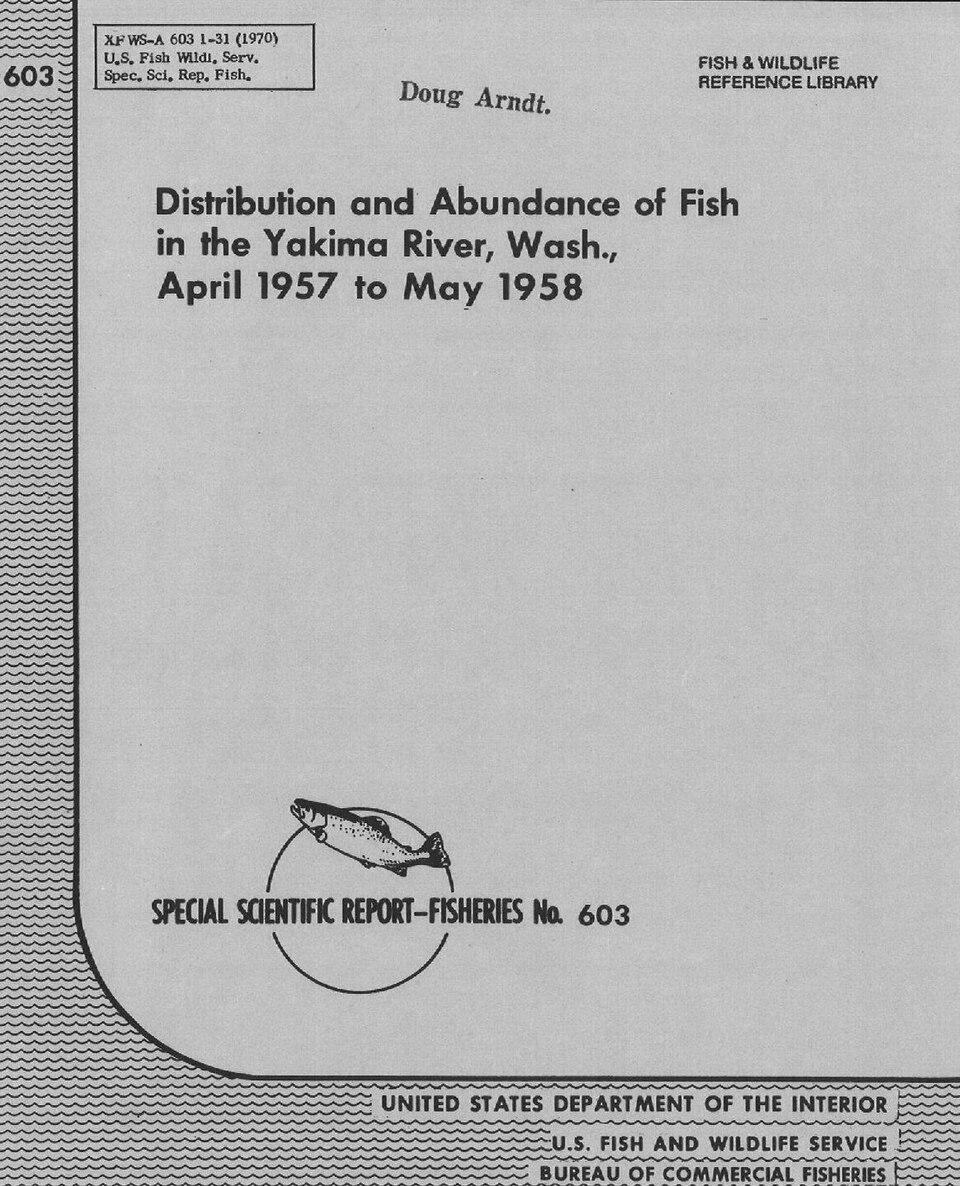 XFWS-A 603 1-31 (1970)
U.S. Fish Wildl. Serv.
Spec. Sci. Rep. Fish.
603
Doug Arndt.
FISH & WILDLIFE
REFERENCE LIBRARY
Distribution and Abundance of Fish
in the Yakima River, Wash.,
April 1957 to May 1958
SPECIAL SCIENTIFIC REPORT–FISHERIES No. 603
UNITED STATES DEPARTMENT OF THE INTERIOR
U.S. FISH AND WILDLIFE SERVICE
BUREAU OF COMMERCIAL FISHERIES